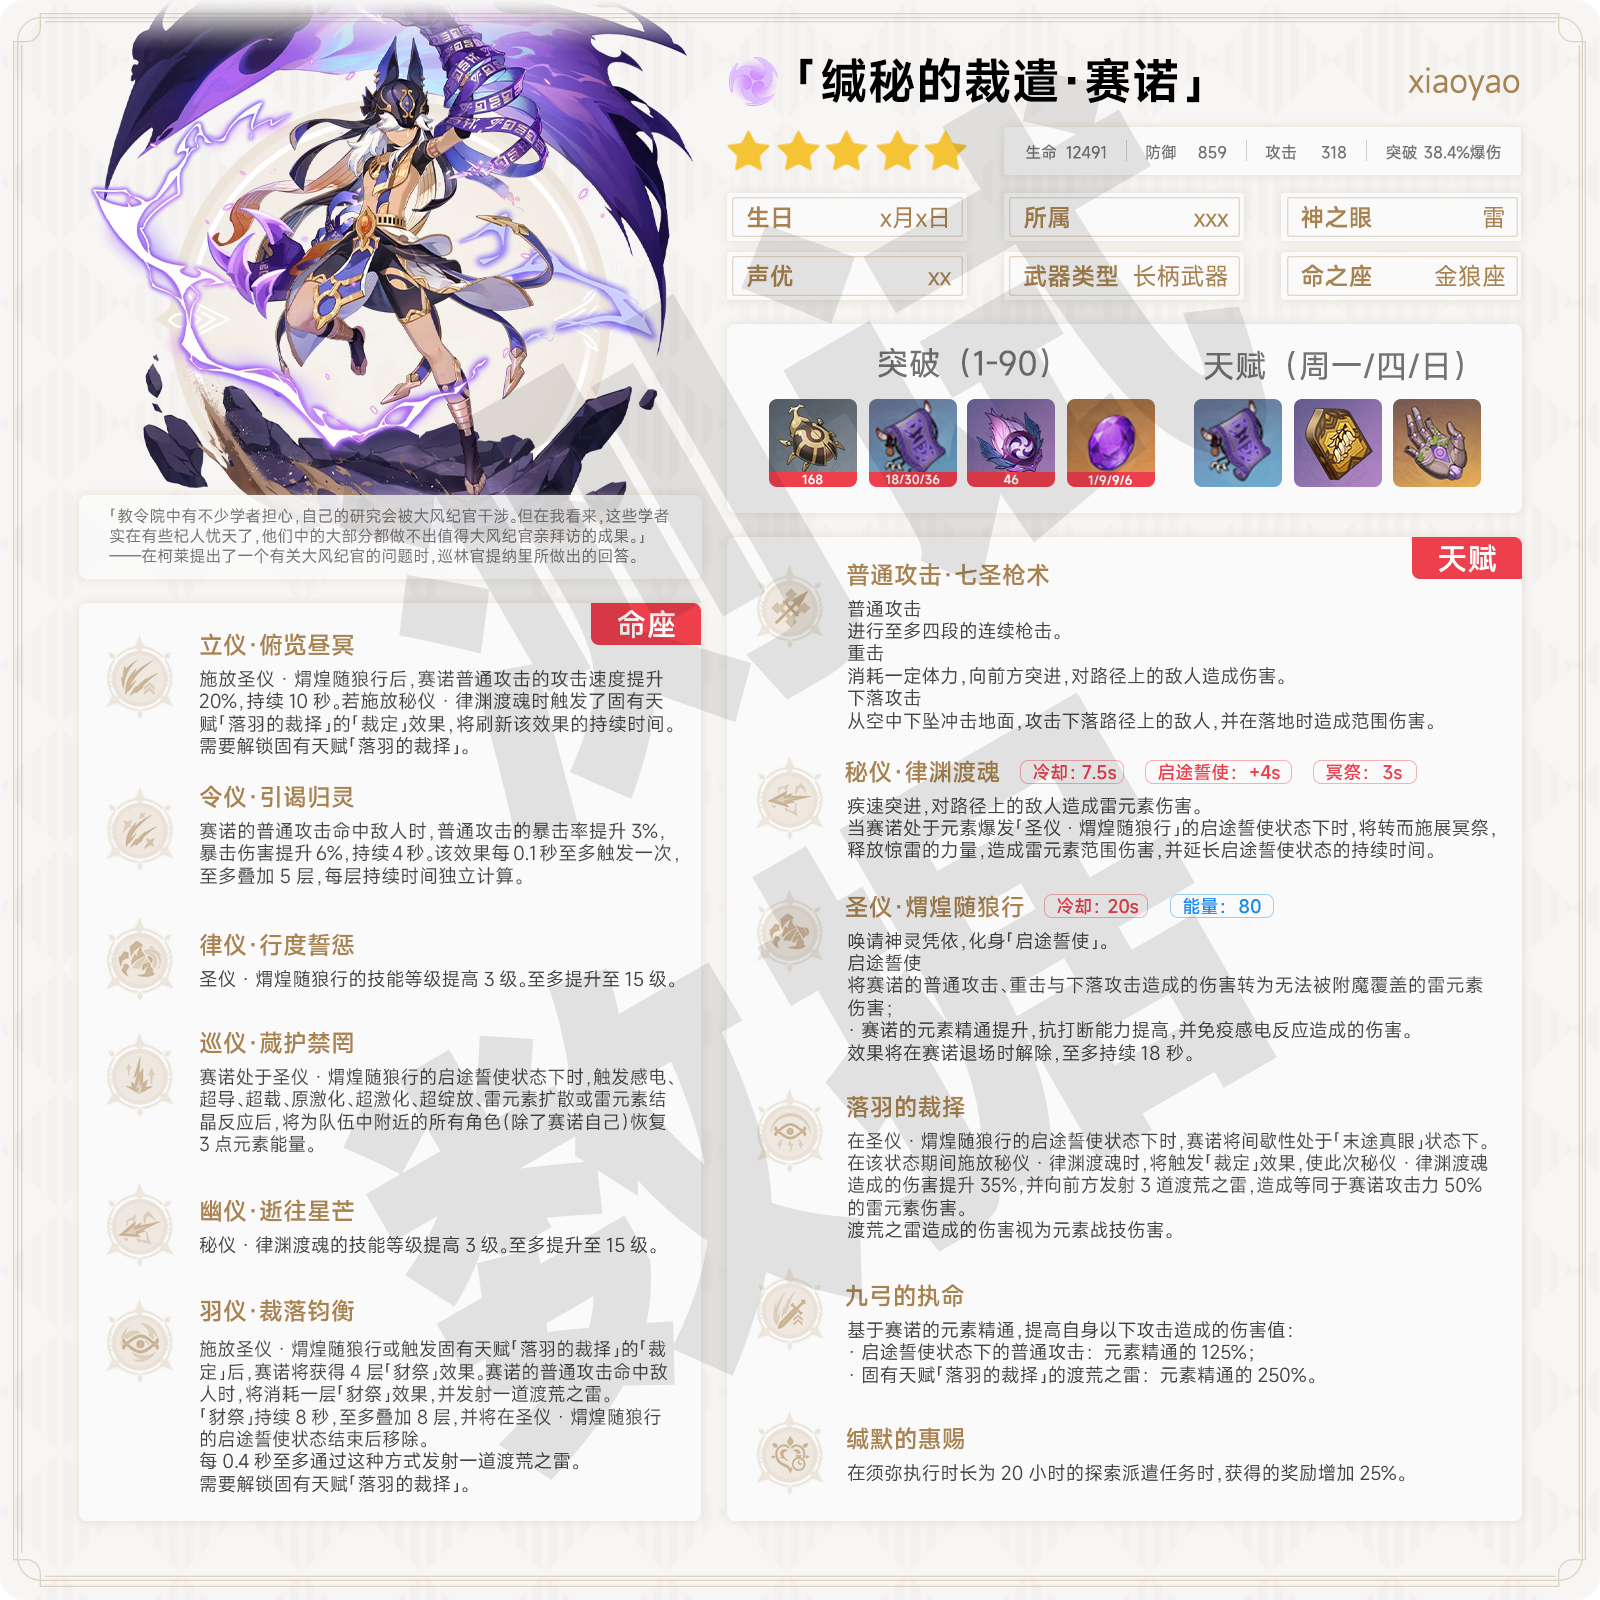 「缄秘的裁遣·赛诺」
xiaoyao
生命 12491
防御 859
攻击 318
突破 38.4%爆伤
生日 x月x日
所属 xxx
神之眼 雷
声优 xx
武器类型 长柄武器
命之座 金狼座
突破（1-90）
168
18/30/36
46
1/9/9/6
天赋（周一/四/日）
「教令院中有不少学者担心,自己的研究会被大风纪官干涉。但在我看来,这些学者
实在有些杞人忧天了,他们中的大部分都做不出值得大风纪官亲拜访的成果。」
——在柯莱提出了一个有关大风纪官的问题时,巡林官提纳里所做出的回答。
命座
立仪·俯览昼冥
施放圣仪 · 煟煌随狼行后,赛诺普通攻击的攻击速度提升
20%,持续 10 秒。若施放秘仪 · 律渊渡魂时触发了固有天
赋「落羽的裁择」的「裁定」效果,将刷新该效果的持续时间。
需要解锁固有天赋「落羽的裁择」。
令仪·引谒归灵
赛诺的普通攻击命中敌人时,普通攻击的暴击率提升 3%,
暴击伤害提升 6%,持续 4 秒。该效果每 0.1 秒至多触发一次,
至多叠加 5 层,每层持续时间独立计算。
律仪·行度誓惩
圣仪 · 煟煌随狼行的技能等级提高 3 级。至多提升至 15 级。
巡仪·葳护禁罔
赛诺处于圣仪 · 煟煌随狼行的启途誓使状态下时,触发感电、
超导、超载、原激化、超激化、超绽放、雷元素扩散或雷元素结
晶反应后,将为队伍中附近的所有角色(除了赛诺自己)恢复
3 点元素能量。
幽仪·逝往星芒
秘仪 · 律渊渡魂的技能等级提高 3 级。至多提升至 15 级。
羽仪·裁落钧衡
施放圣仪 · 煟煌随狼行或触发固有天赋「落羽的裁择」的「裁
定」后,赛诺将获得 4 层「豺祭」效果。赛诺的普通攻击命中敌
人时,将消耗一层「豺祭」效果,并发射一道渡荒之雷。
「豺祭」持续 8 秒,至多叠加 8 层,并将在圣仪 · 煟煌随狼行
的启途誓使状态结束后移除。
每 0.4 秒至多通过这种方式发射一道渡荒之雷。
需要解锁固有天赋「落羽的裁择」。
天赋
普通攻击·七圣枪术
普通攻击
进行至多四段的连续枪击。
重击
消耗一定体力,向前方突进,对路径上的敌人造成伤害。
下落攻击
从空中下坠冲击地面,攻击下落路径上的敌人,并在落地时造成范围伤害。
秘仪·律渊渡魂 冷却: 7.5s 启途誓使: +4s 冥祭: 3s
疾速突进,对路径上的敌人造成雷元素伤害。
当赛诺处于元素爆发「圣仪 · 煟煌随狼行」的启途誓使状态下时,将转而施展冥祭,
释放惊雷的力量,造成雷元素范围伤害,并延长启途誓使状态的持续时间。
圣仪·煟煌随狼行 冷却: 20s 能量: 80
唤请神灵凭依,化身「启途誓使」。
启途誓使
将赛诺的普通攻击、重击与下落攻击造成的伤害转为无法被附魔覆盖的雷元素
伤害;
· 赛诺的元素精通提升,抗打断能力提高,并免疫感电反应造成的伤害。
效果将在赛诺退场时解除,至多持续 18 秒。
落羽的裁择
在圣仪 · 煟煌随狼行的启途誓使状态下时,赛诺将间歇性处于「末途真眼」状态下。
在该状态期间施放秘仪 · 律渊渡魂时,将触发「裁定」效果,使此次秘仪 · 律渊渡魂
造成的伤害提升 35%,并向前方发射 3 道渡荒之雷,造成等同于赛诺攻击力 50%
的雷元素伤害。
渡荒之雷造成的伤害视为元素战技伤害。
九弓的执命
基于赛诺的元素精通,提高自身以下攻击造成的伤害值:
· 启途誓使状态下的普通攻击: 元素精通的 125%;
· 固有天赋「落羽的裁择」的渡荒之雷: 元素精通的 250%。
缄默的惠赐
在须弥执行时长为 20 小时的探索派遣任务时,获得的奖励增加 25%。
测试
数据